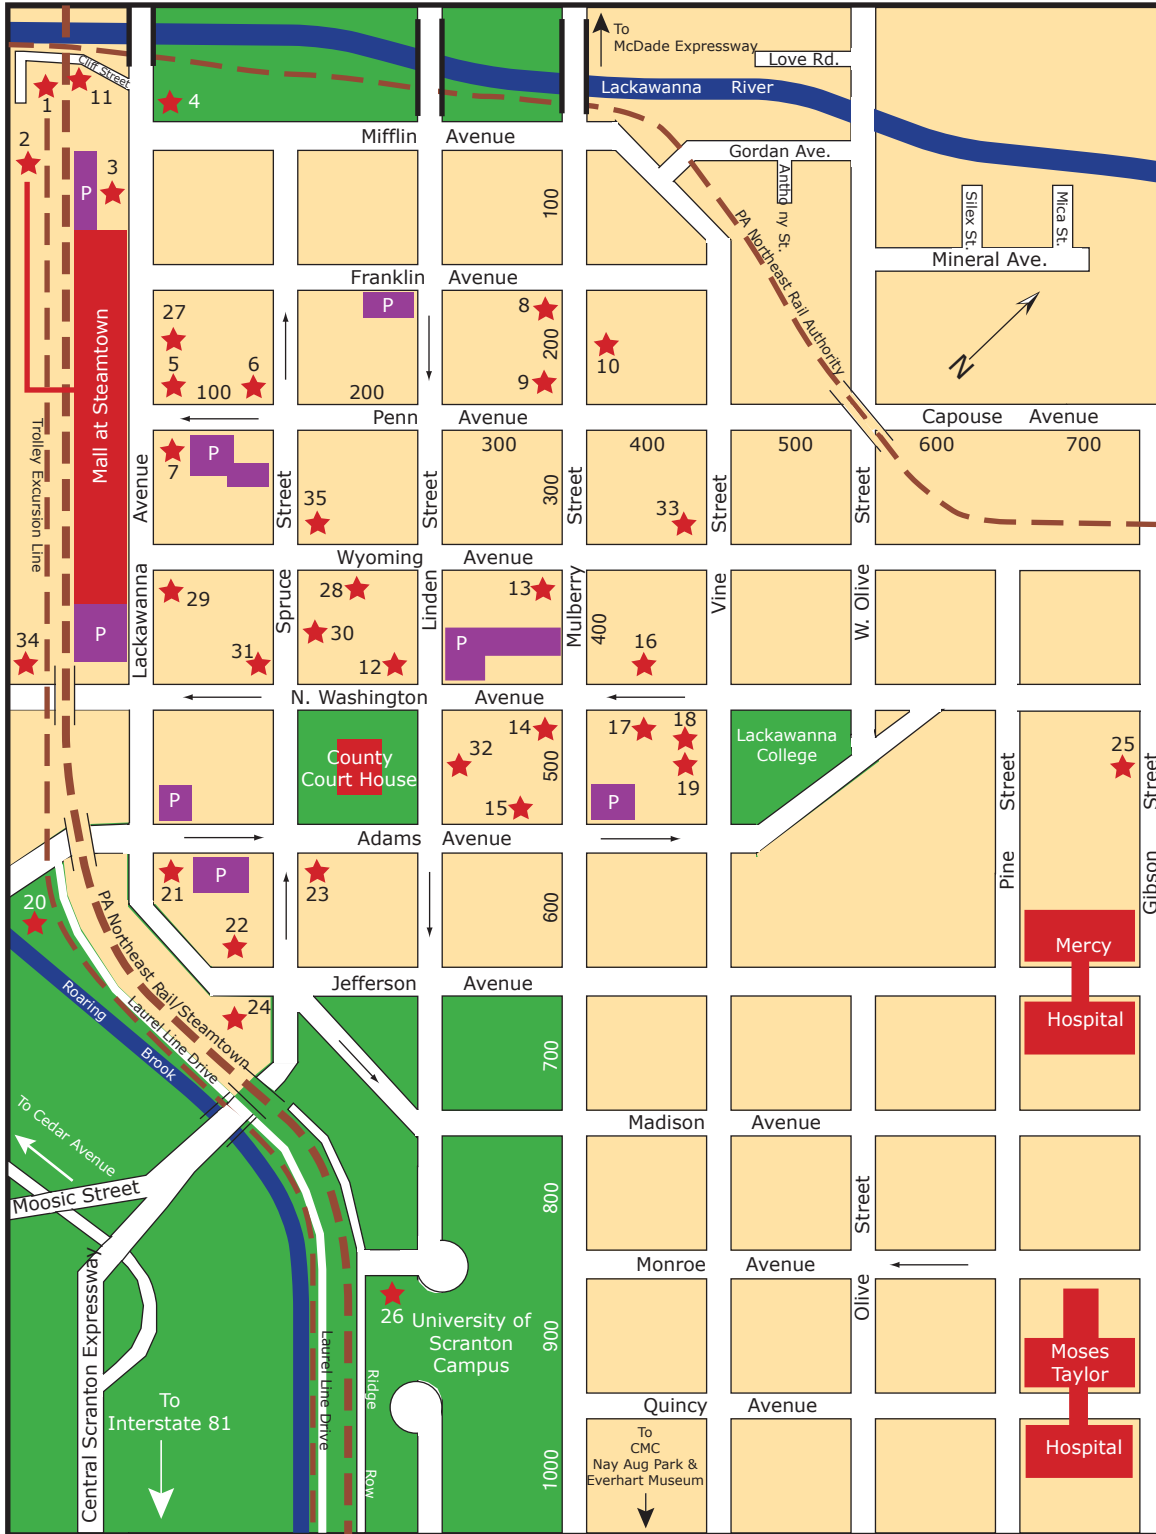 To
McDade Expressway
Love Rd.
Cliff Street
Lackawanna River
1
11
4
Mifflin Avenue
2
3
P
Gordan Ave.
Antho ny St.
100
Silex St.
Mica St.
PA Northeast Rail Authority
Mineral Ave.
Franklin Avenue
N
27
P
8
200
5
6
10
9
100
200
Mall at Steamtown
Penn Avenue
Capouse Avenue
Trolley Excursion Line
7
P
300
400
500
600
700
Avenue
Street
Street
300
Street
Street
Street
35
33
Wyoming Avenue
Lackawanna
Spruce
Linden
Mulberry
Vine
W. Olive
29
28
13
P
30
P
400
34
31
12
16
N. Washington Avenue
County
Court House
14
32
500
15
17
18
19
Lackawanna
College
25
Street
Street
P
P
Adams Avenue
Pine
Gibson
21
P
23
20
22
600
PA Northeast Rail/Steamtown
Mercy
Jefferson Avenue
Roaring
Brook
Laurel Line Drive
24
Hospital
700
To Cedar Avenue
Madison Avenue
Moosic Street
800
Street
Monroe Avenue
Olive
Central Scranton Expressway
26
University of
Scranton
Campus
900
Laurel Line Drive
Ridge
Row
Moses
Taylor
To
Interstate 81
Quincy Avenue
To
CMC
Nay Aug Park &
Everhart Museum
1000
Hospital